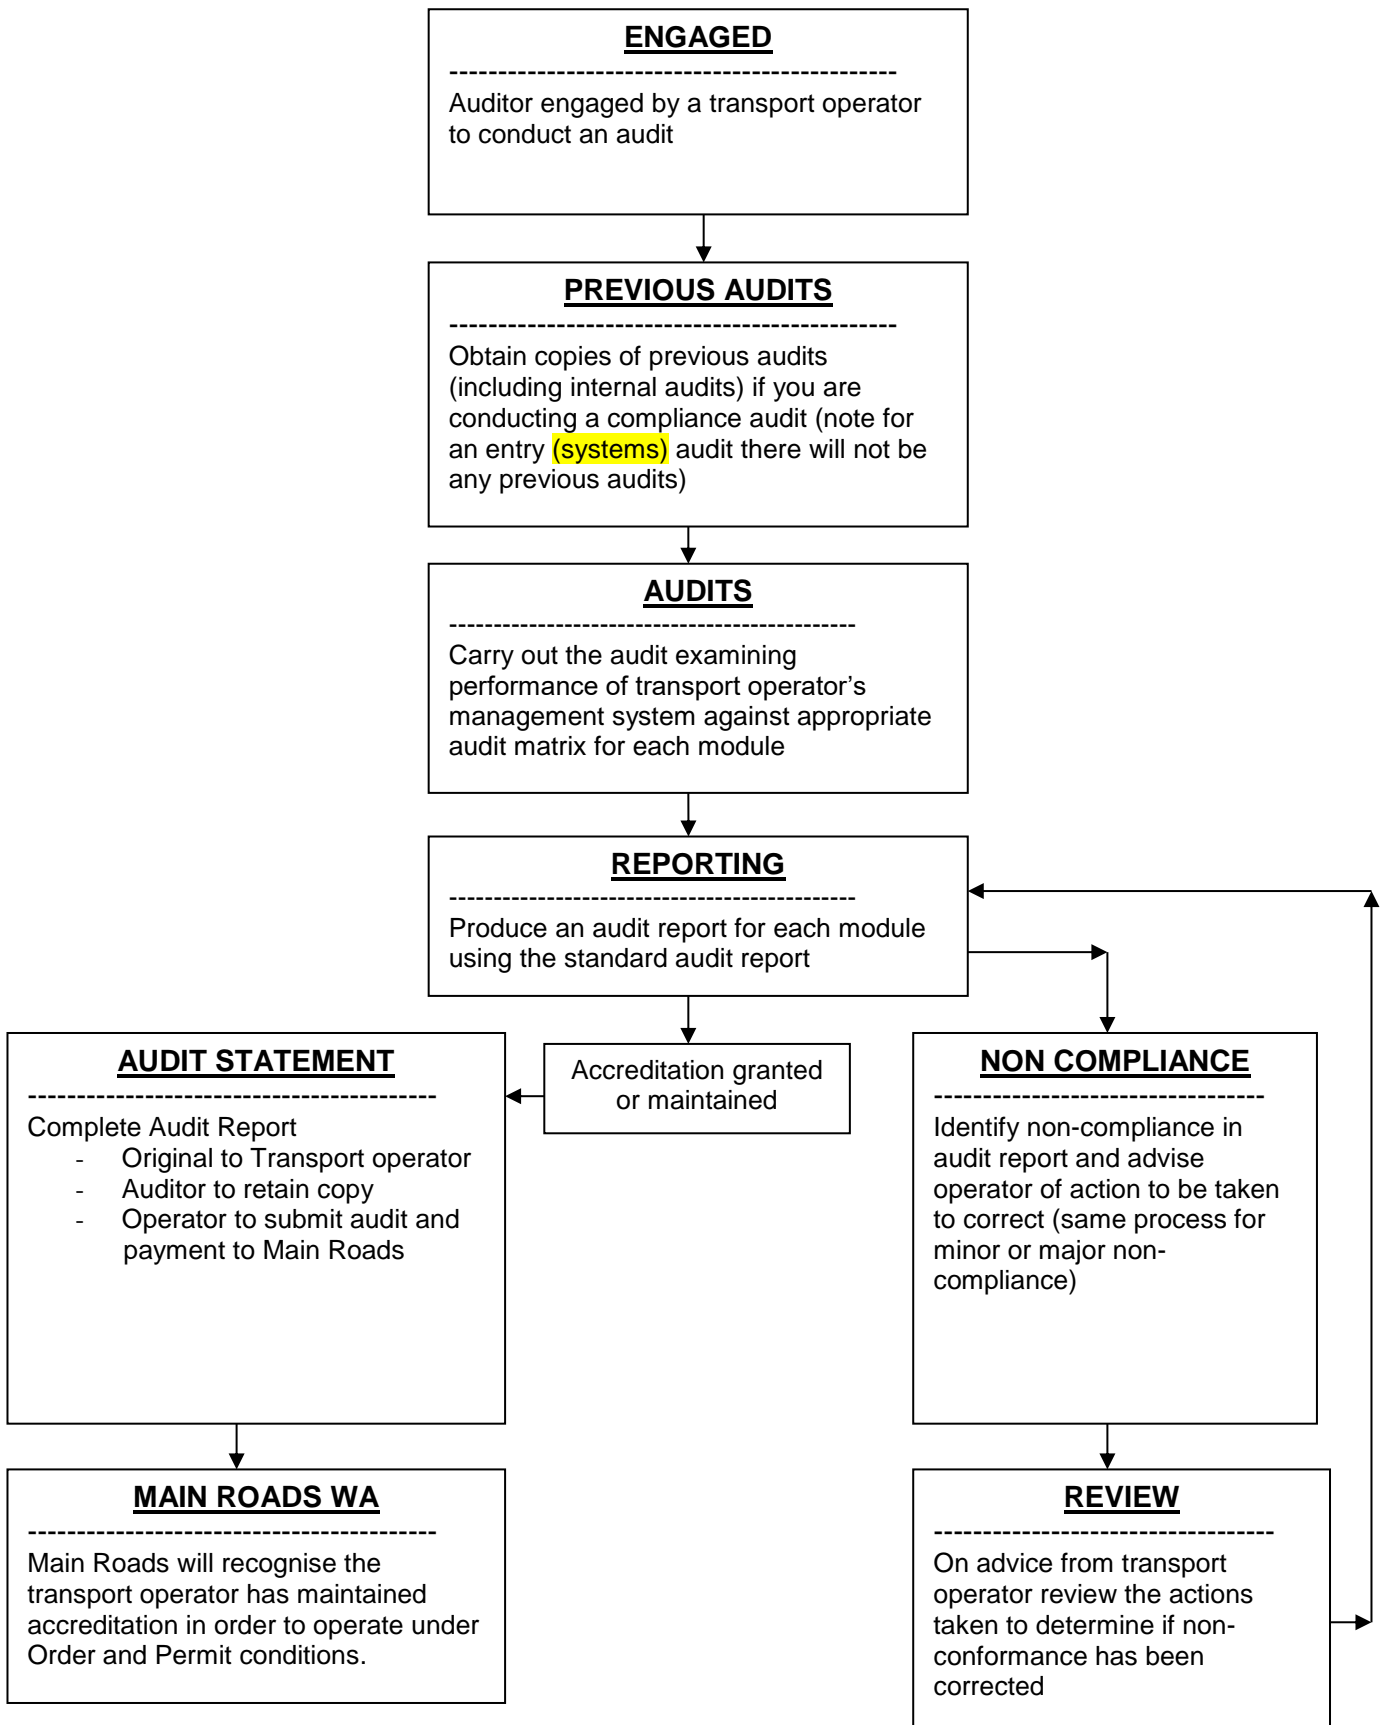 ENGAGED
----------------------------------------------
Auditor engaged by a transport operator
to conduct an audit
PREVIOUS AUDITS
----------------------------------------------
Obtain copies of previous audits
(including internal audits) if you are
conducting a compliance audit (note for
an entry (systems) audit there will not be
any previous audits)
AUDITS
------------------------------------------
Carry out the audit examining
performance of transport operator’s
management system against appropriate
audit matrix for each module
REPORTING
------------------------------------------
Produce an audit report for each module
using the standard audit report
Accreditation granted
or maintained
AUDIT STATEMENT
------------------------------------------
Complete Audit Report
- Original to Transport operator
- Auditor to retain copy
- Operator to submit audit and
payment to Main Roads
NON COMPLIANCE
----------------------------------
Identify non-compliance in
audit report and advise
operator of action to be taken
to correct (same process for
minor or major non-
compliance)
MAIN ROADS WA
------------------------------------------
Main Roads will recognise the
transport operator has maintained
accreditation in order to operate under
Order and Permit conditions.
REVIEW
-----------------------------------
On advice from transport
operator review the actions
taken to determine if non-
conformance has been
corrected